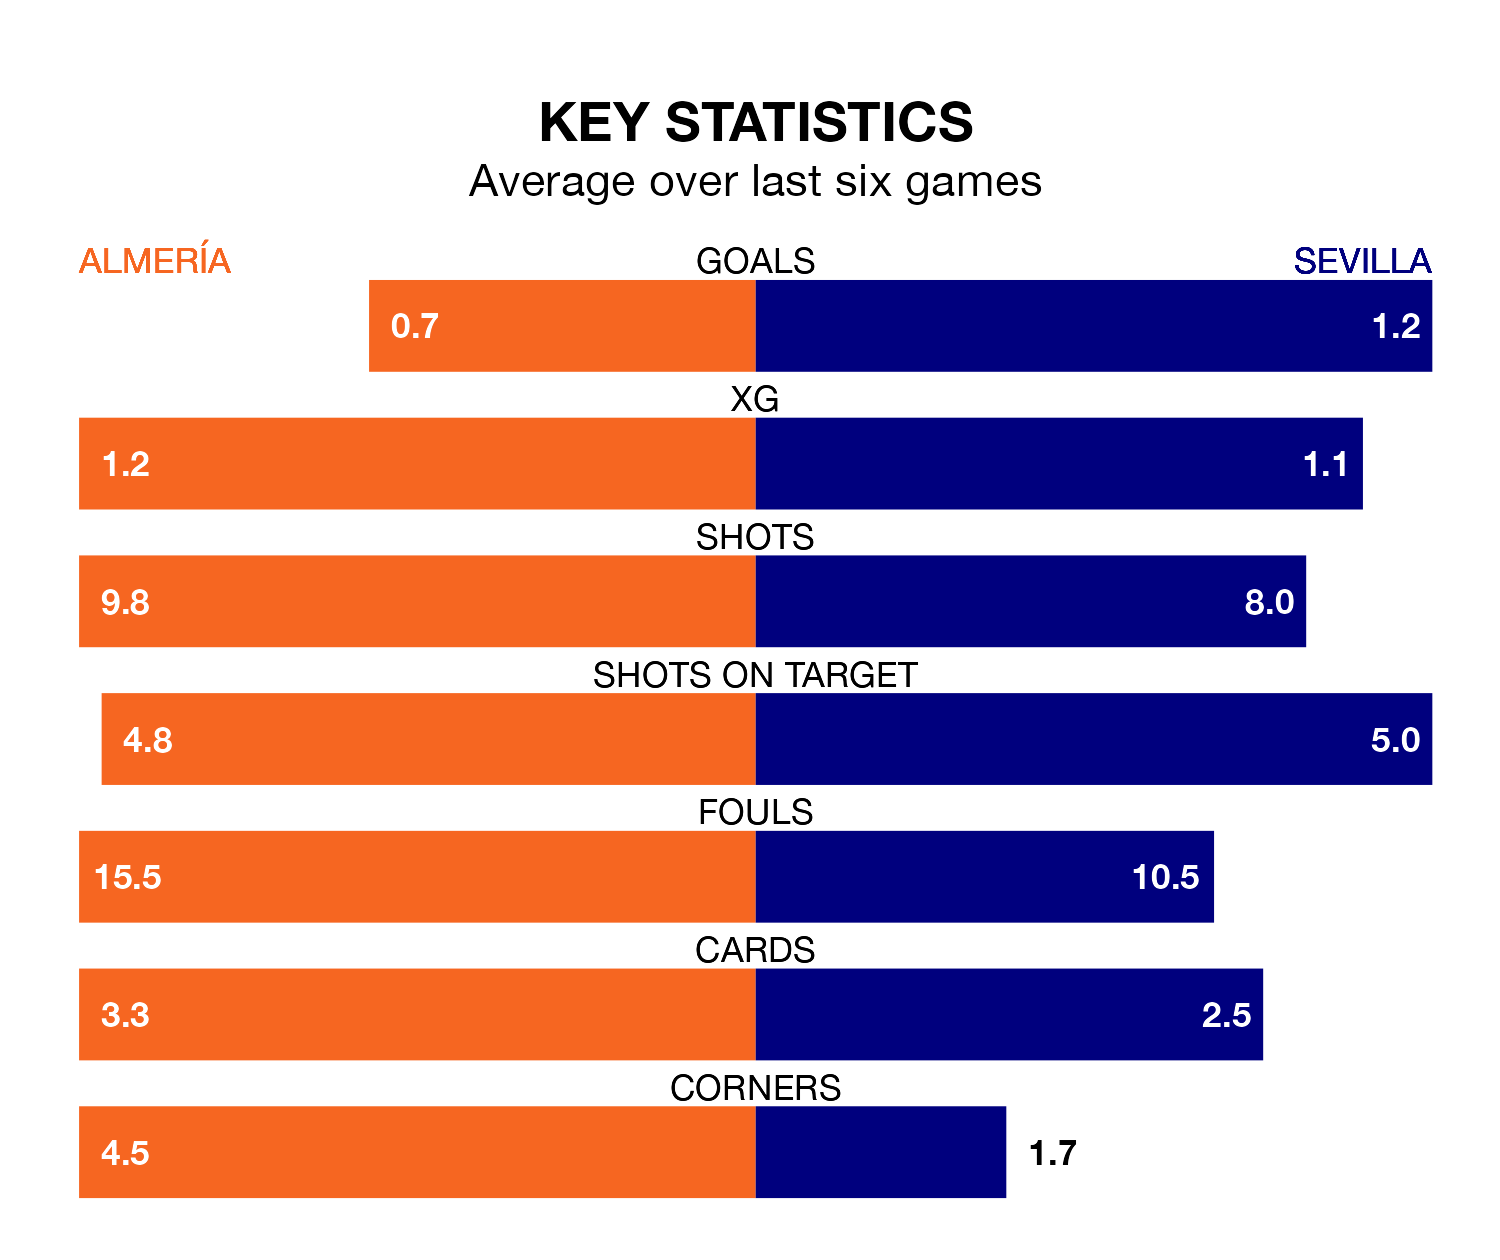 KEY STATISTICS
Average over last six games
ALMERÍA GOALS SEVILLA
0.7 1.2
XG
1.2 1.1
SHOTS
9.8 8.0
SHOTS ON TARGET
4.8 5.0
FOULS
15.5 10.5
CARDS
3.3 2.5
CORNERS
4.5 1.7